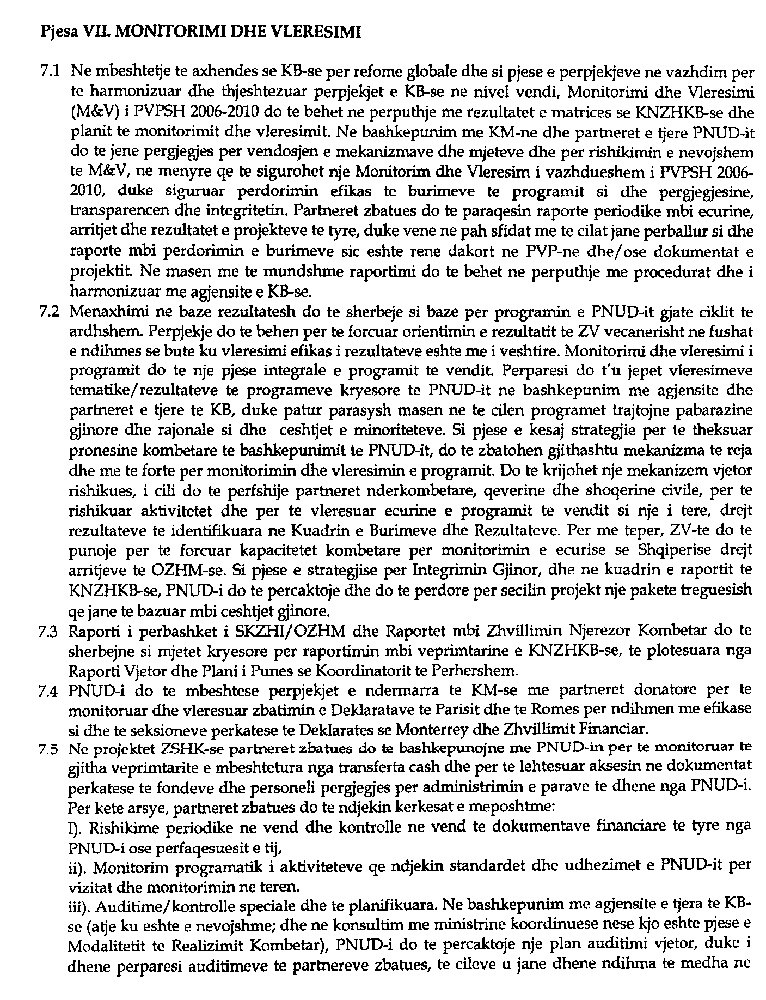 Pjesa VII. MONITORIMI DHE VLERESIMI
7.1 Ne mbeshtetje te axhendes se KB-se per refome globale dhe si pjese e perpjekjeve ne vazhdim per
te harmonizuar dhe thjeshtezuar perpjekjet e KB-se ne nivel vendi, Monitorimi dhe Vleresimi
(M&V) i PVPSH 2006-2010 do te behet ne perputhje me rezultatet e matrices se KNZHKB-se dhe
planit te monitorimit dhe vleresimit. Ne bashkepunim me KM-ne dhe partneret e tjere PNUD-it
do te jene pergjegjes per vendosjen e mekanizmave dhe mjeteve dhe per rishikimin e nevojshem
te M&V, ne menyre qe te sigurohet nje Monitorim dhe Vleresim i vazhdueshem i PVPSH 2006-
2010, duke siguruar perdorimin efikas te burimeve te programit si dhe pergjegjesine,
transparencen dhe integritetin. Partneret zbatues do te paraqesin raporte periodike mbi ecurine,
arritjet dhe rezultatet e projekteve te tyre, duke vene ne pah sfidat me te cilat jane perballur si dhe
raporte mbi perdorimin e burimeve sic eshte rene dakort ne PVP-ne dhe/ose dokumentat e
projektit. Ne masen me te mundshme raportimi do te behet ne perputhje me procedurat dhe i
harmonizuar me agjensite e KB-se.
7.2 Menaxhimi ne baze rezultatesh do te sherbeje si baze per programin e PNUD-it gjate ciklit te
ardhshem. Perpjekje do te behen per te forcuar orientimin e rezultatit te ZV vecanerisht ne fushat
e ndihmes se bute ku vleresimi efikas i rezultateve eshte me i veshtire. Monitorimi dhe vleresimi i
programit do te nje pjese integrale e programit te vendit. Perparesi do t'u jepet vleresimeve
tematike/rezultateve te programeve kryesore te PNUD-it ne bashkepunim me agjensite dhe
partneret e tjere te KB, duke patur parasysh masen ne te cilen programet trajtojne pabarazine
gjinore dhe rajonale si dhe ceshtjet e minoriteteve. Si pjese e kesaj strategjie per te theksuar
pronesine kombetare te bashkepunimit te PNUD-it, do te zbatohen gjithashtu mekanizma te reja
dhe me te forte per monitorimin dhe vleresimin e programit. Do te krijohet nje mekanizem vjetor
rishikues, i cili do te perfshije partneret nderkombetare, qeverine dhe shoqerine civile, per te
rishikuar aktivitetet dhe per te vleresuar ecurine e programit te vendit si nje i tere, drejt
rezultateve te identifikuara ne Kuadrin e Burimeve dhe Rezultateve. Per me teper, ZV-te do te
punoje per te forcuar kapacitetet kombetare per monitorimin e ecurise se Shqiperise drejt
arritjeve te OZHM-se. Si pjese e strategjise per Integrimin Gjinor, dhe ne kuadrin e raportit te
KNZHKB-se, PNUD-i do te percaktoje dhe do te perdore per secilin projekt nje pakete treguesish
qe jane te bazuar mbi ceshtjet gjinore.
7.3 Raporti i perbashket i SKZHI/OZHM dhe Raportet mbi Zhvillimin Njerezor Kombetar do te
sherbejne si mjetet kryesore per raportimin mbi veprimtarine e KNZHKB-se, te plotesuara nga
Raporti Vjetor dhe Plani i Punes se Koordinatorit te Perhershem.
7.4 PNUD-i do te mbeshtese perpjekjet e ndermarra te KM-se me partneret donatore per te
monitoruar dhe vleresuar zbatimin e Deklaratave te Parisit dhe te Romes per ndihmen me efikase
si dhe te seksioneve perkatese te Deklarates se Monterrey dhe Zhvillimit Financiar.
7.5 Ne projektet ZSHK-se partneret zbatues do te bashkepunojne me PNUD-in per te monitoruar te
gjitha veprimtarite e mbeshtetura nga transferta cash dhe per te lehtesuar aksesin ne dokumentat
perkatese te fondeve dhe personeli pergjegjes per administrimin e parave te dhene nga PNUD-i.
Per kete arsye, partneret zbatues do te ndjekin kerkesat e meposhtme:
I). Rishikime periodike ne vend dhe kontrolle ne vend te dokumentave financiare te tyre nga
PNUD-i ose perfaqesuesit e tij,
ii). Monitorim programatik i aktiviteteve qe ndjekin standardet dhe udhezimet e PNUD-it per
vizitat dhe monitorimin ne teren.
iii). Auditime/kontrolle speciale dhe te planifikuara. Ne bashkepunim me agjensite e tjera te KB-
se (atje ku eshte e nevojshme; dhe ne konsultim me ministrine koordinuese nese kjo eshte pjese e
Modalitetit te Realizimit Kombetar), PNUD-i do te percaktoje nje plan auditimi vjetor, duke i
dhene perparesi auditimeve te partnereve zbatues, te cileve u jane dhene ndihma te medha ne